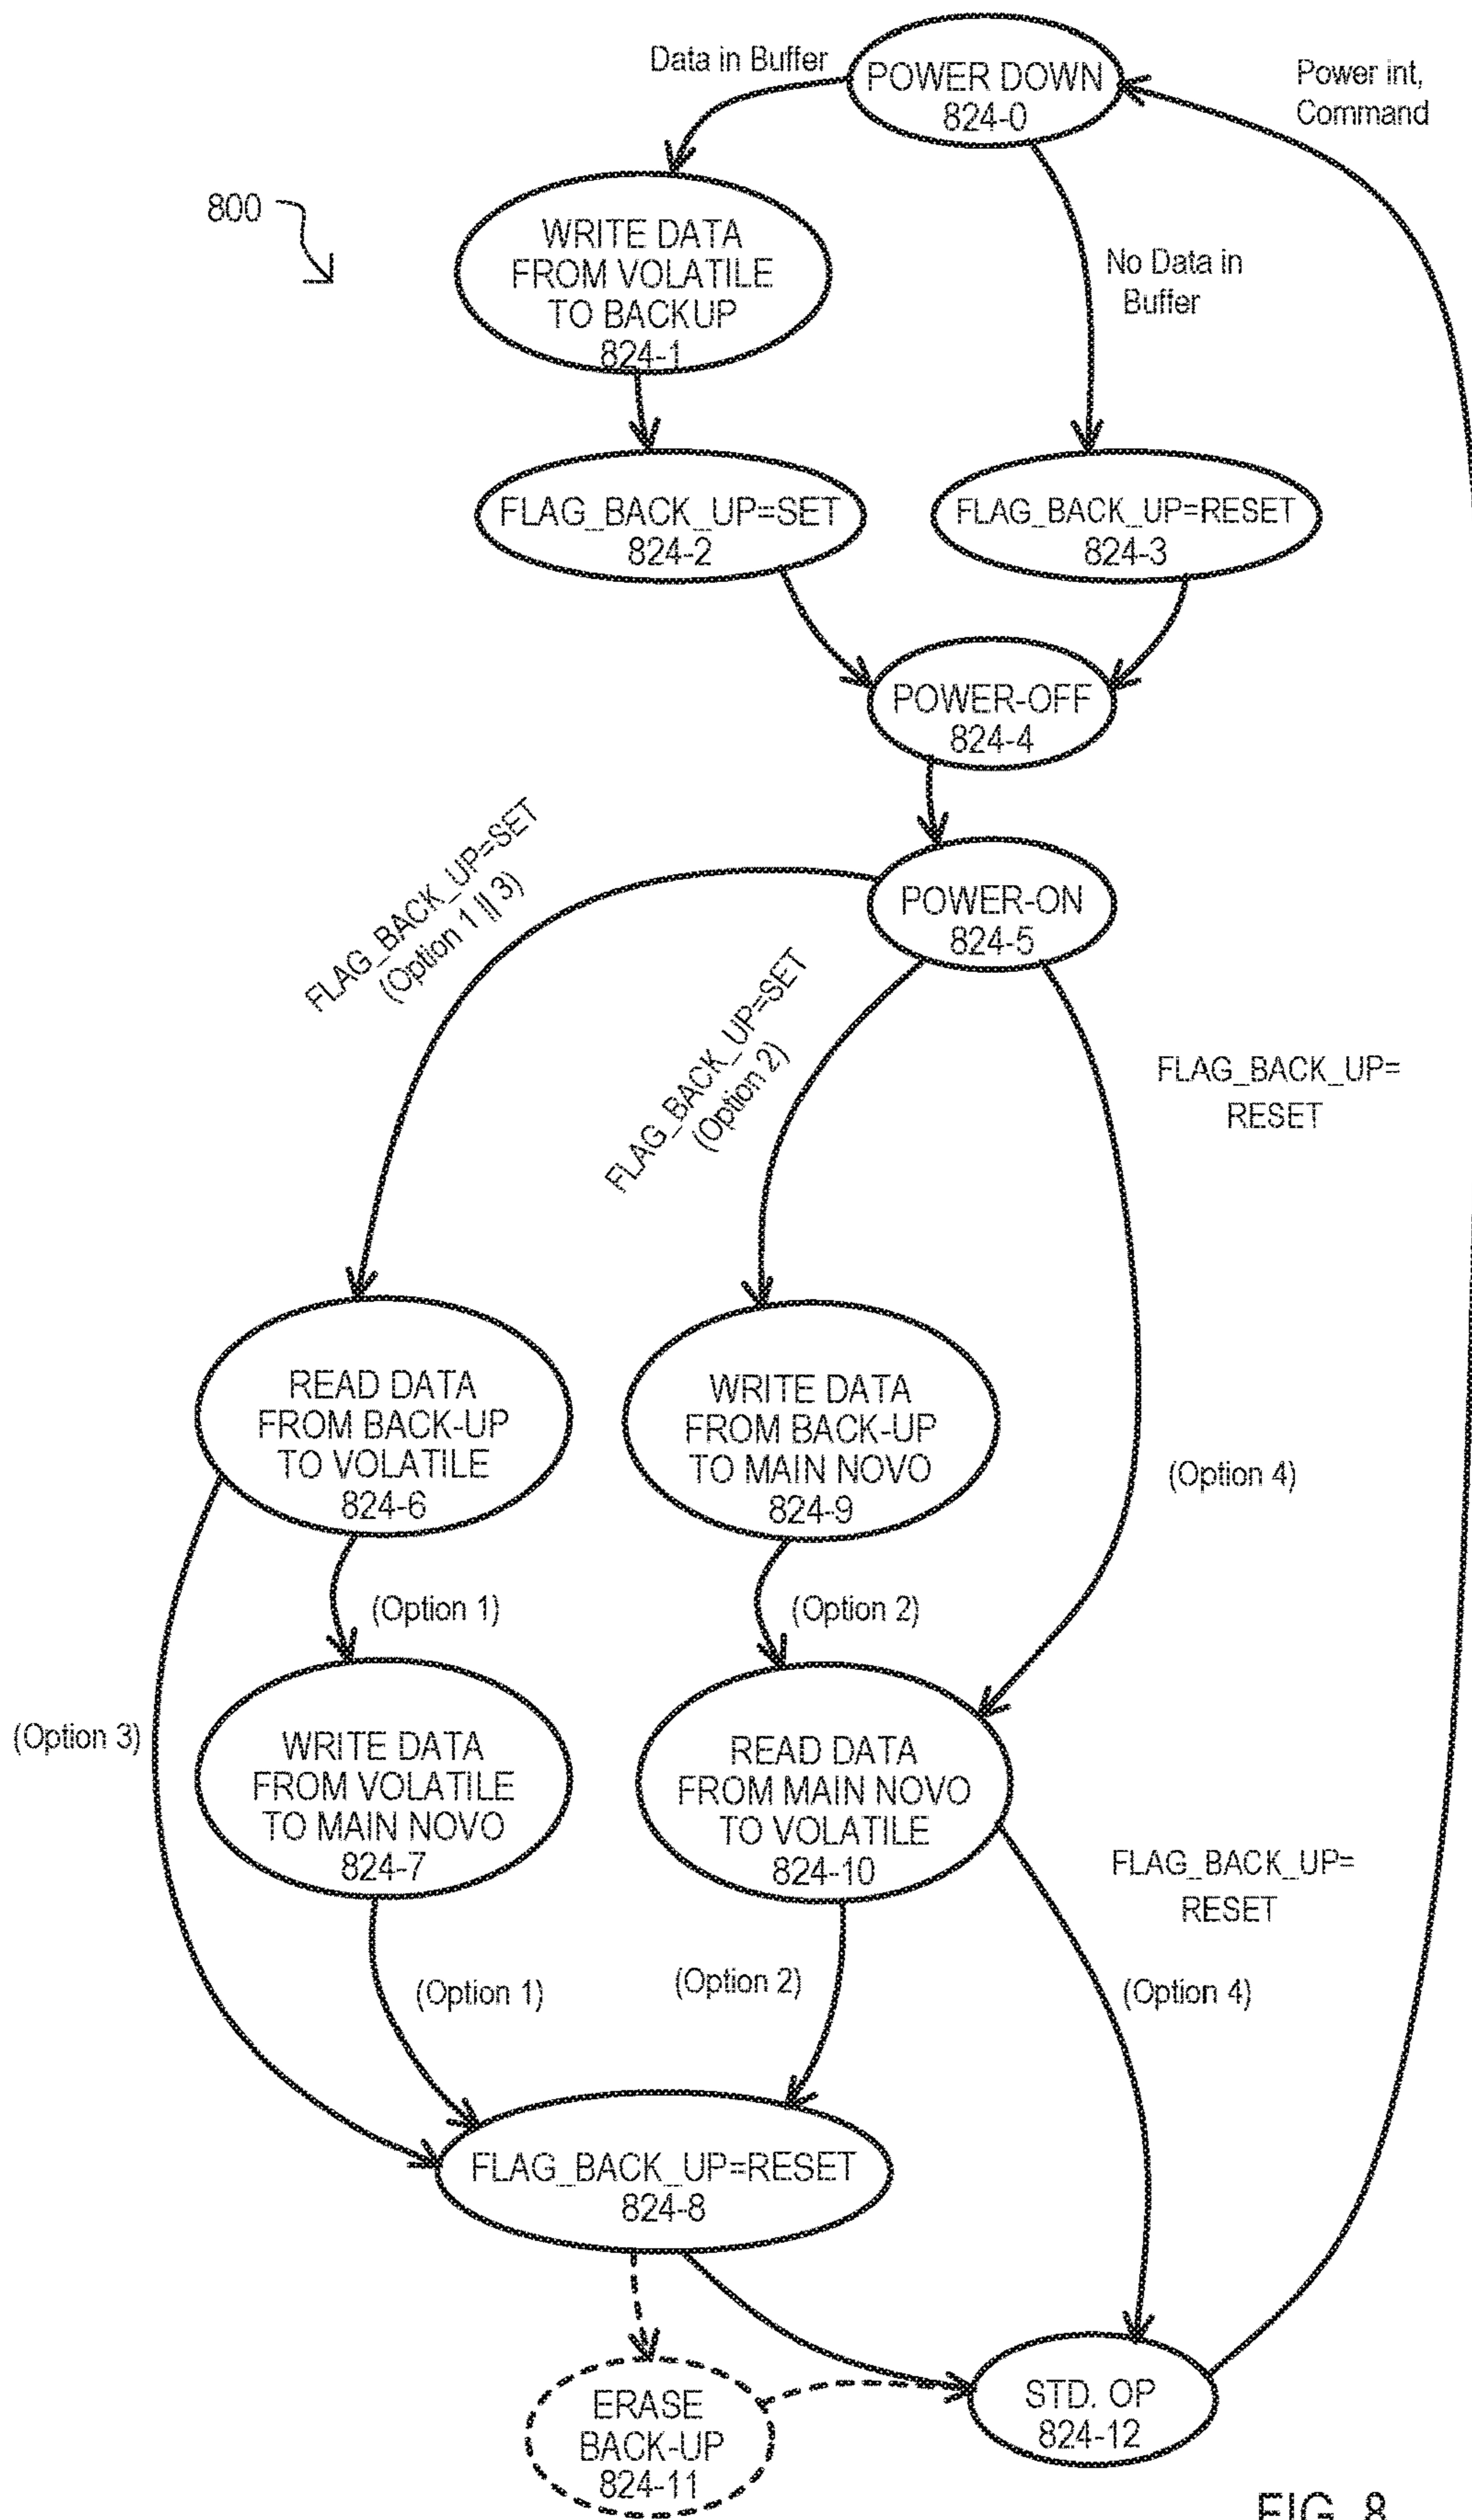 Data in Buffer
POWER DOWN
824-0
Power int,
Command
800
WRITE DATA
FROM VOLATILE
TO BACKUP
824-1
No Data in
Buffer
FLAG_BACK_UP=SET
824-2
FLAG_BACK_UP=RESET
824-3
POWER-OFF
824-4
POWER-ON
824-5
FLAG_BACK_UP=SET
(Option 1 || 3)
FLAG_BACK_UP=SET
(Option 2)
FLAG_BACK_UP=
RESET
READ DATA
FROM BACK-UP
TO VOLATILE
824-6
WRITE DATA
FROM BACK-UP
TO MAIN NOVO
824-9
(Option 4)
(Option 1)
(Option 2)
(Option 3)
WRITE DATA
FROM VOLATILE
TO MAIN NOVO
824-7
READ DATA
FROM MAIN NOVO
TO VOLATILE
824-10
FLAG_BACK_UP=
RESET
(Option 1)
(Option 2)
(Option 4)
FLAG_BACK_UP=RESET
824-8
ERASE
BACK-UP
824-11
STD. OP
824-12
FIG. 8